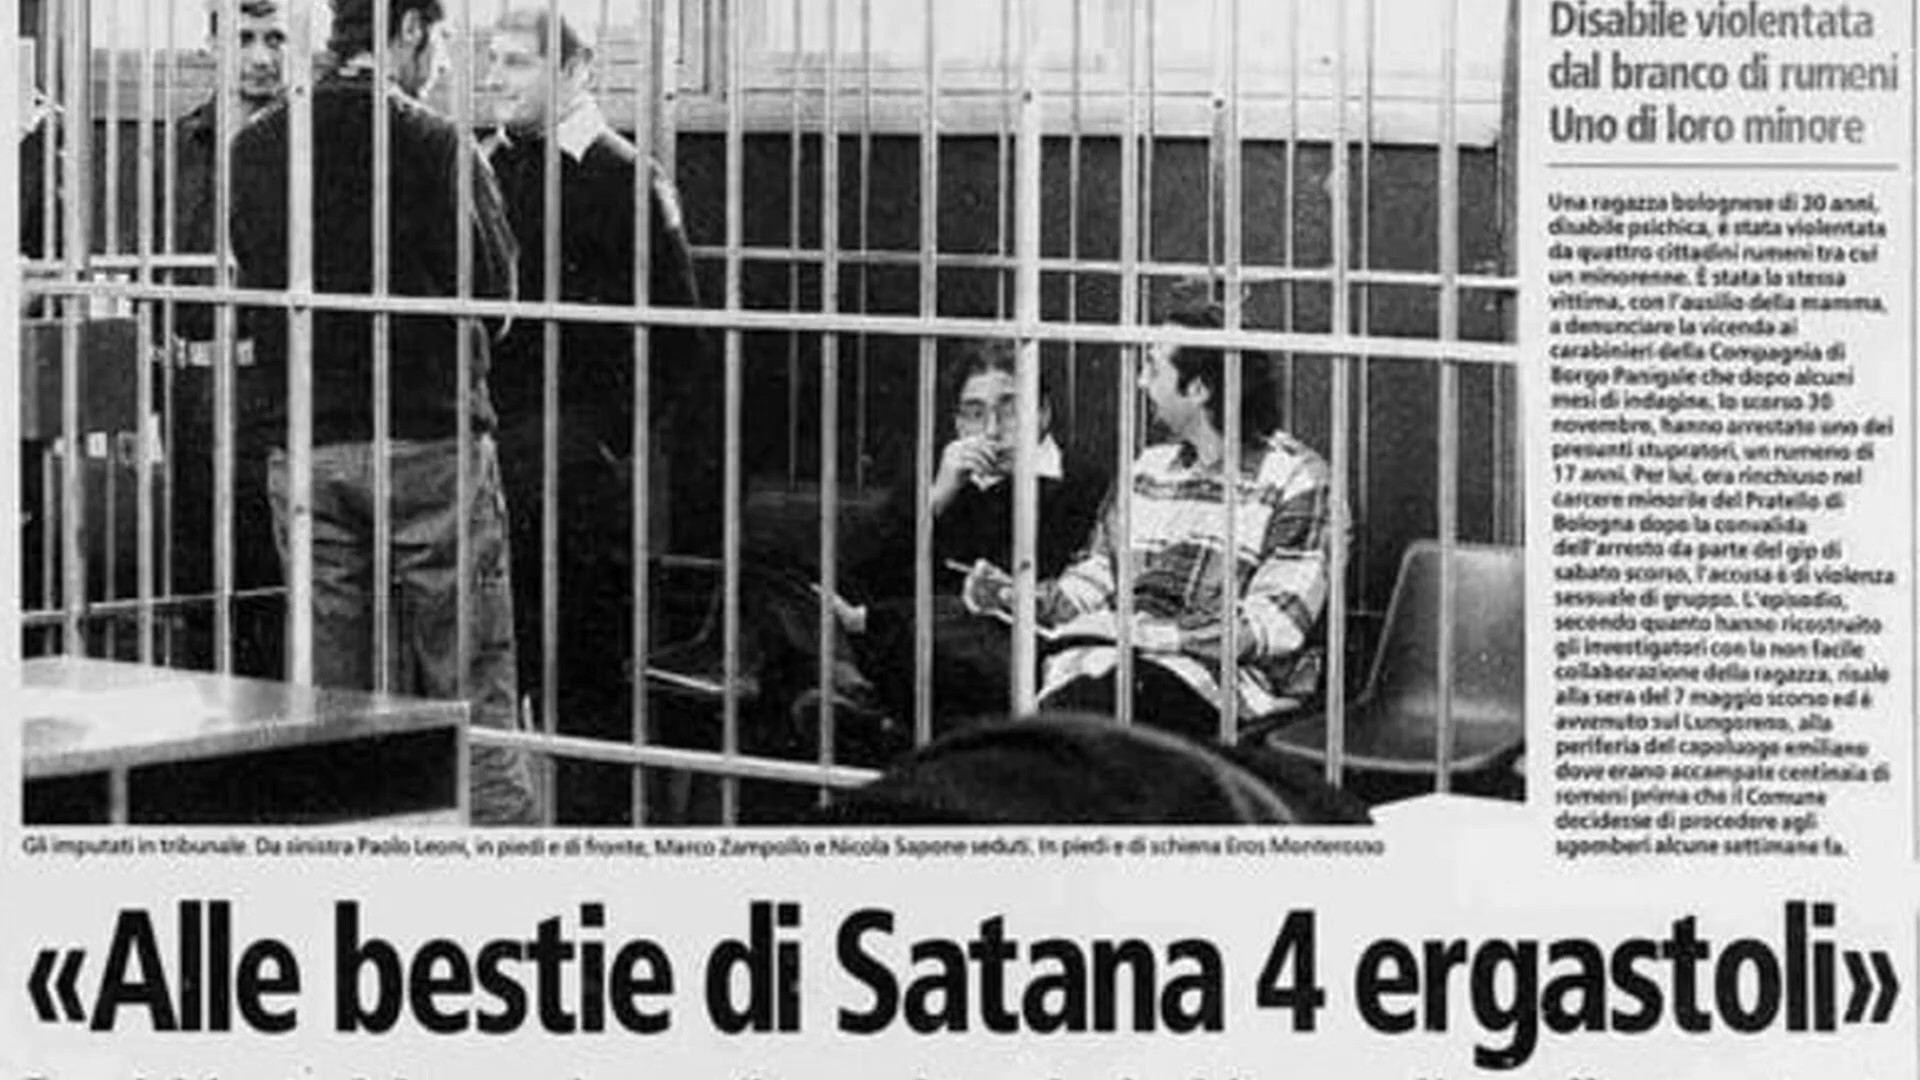 Disabile violentata
dal branco di rumeni
Uno di loro minore
Una ragazza bolognese di 30 anni,
disabile psichica, è stata violentata
da quattro cittadini rumeni tra cui
un minorenne. È stata la stessa
vittima, con l'ausilio della mamma,
a denunciare la vicenda ai
carabinieri della Compagnia di
Borgo Panigale che dopo alcuni
mesi di indagine, lo scorso 30
novembre, hanno arrestato uno dei
presunti stupratori, un rumeno di
17 anni. Per lui, ora rinchiuso nel
carcere minorile del Pratello di
Bologna dopo la convalida
dell'arresto da parte del gip di
sabato scorso, l'accusa è di violenza
sessuale di gruppo. L'episodio,
secondo quanto hanno ricostruito
gli investigatori con la non facile
collaborazione della ragazza, risale
alla sera del 7 maggio scorso ed è
avvenuto sul Lungoreno, alla
periferia del capoluogo emiliano
dove erano accampate centinaia di
romeni prima che il Comune
decidesse di procedere agli
sgomberi alcune settimane fa.
Gli imputati in tribunale. Da sinistra Paolo Leoni, in piedi e di fronte, Marco Zampollo e Nicola Sapone seduti. In piedi e di schiena Eros Monterosso
«Alle bestie di Satana 4 ergastoli»